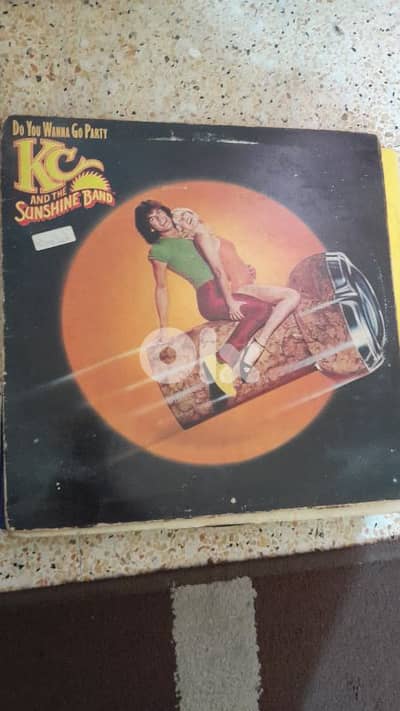 Do You Wanna Go Party
KC
AND THE
SUNSHINE BAND